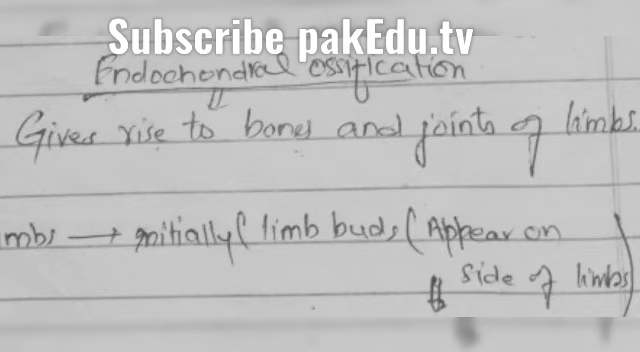 Subscribe pakEdu.tv
Endochondral ossification
Gives rise to bones and joints of limbs.
mbs → initially ( limb buds ( Appear on
side of limbs )